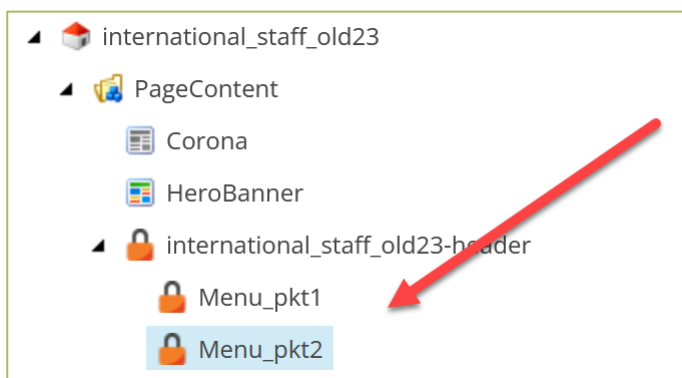 international_staff_old23
PageContent
Corona
HeroBanner
international_staff_old23-header
Menu_pkt1
Menu_pkt2